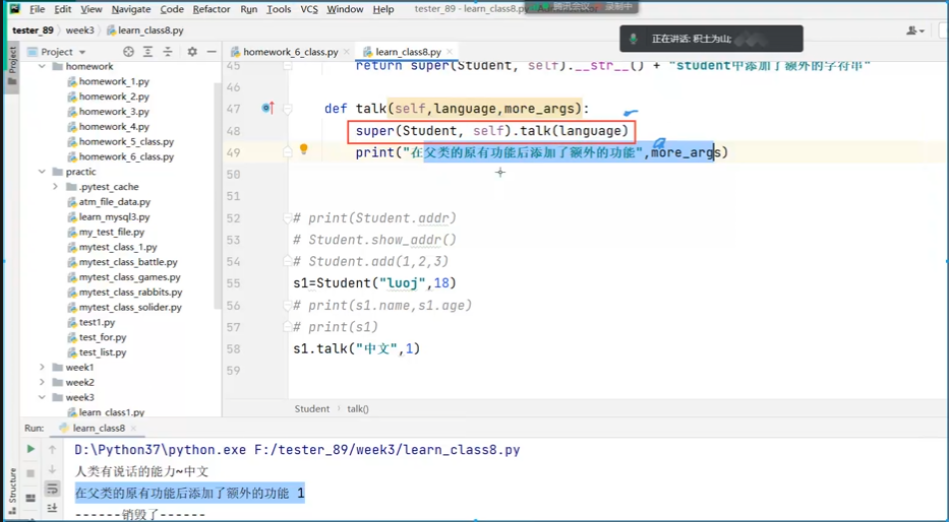 File Edit View Navigate Code Refactor Run Tools VCS Window Help tester_89 - learn_class8.py
tester_89 week3 learn_class8.py
正在讲话: 积土为山
Project
homework_6_class.py learn_class8.py
homework
homework_1.py
homework_2.py
homework_3.py
homework_4.py
homework_5_class.py
homework_6_class.py
practic
.pytest_cache
atm_file_data.py
learn_mysql3.py
my_test_file.py
mytest_class_1.py
mytest_class_battle.py
mytest_class_games.py
mytest_class_rabbits.py
mytest_class_solider.py
test1.py
test_for.py
test_list.py
week1
week2
week3
learn_class1.py
45 return super(Student, self).__str__() + "student中添加了额外的字符串"
46
47 def talk(self,language,more_args):
48 super(Student, self).talk(language)
49 print("在父类的原有功能后添加了额外的功能",more_args)
50
51
52 # print(Student.addr)
53 # Student.show_addr()
54 # Student.add(1,2,3)
55 s1=Student("luoj",18)
56 # print(s1.name,s1.age)
57 # print(s1)
58 s1.talk("中文",1)
59
Student talk()
Run: learn_class8
D:\Python37\python.exe F:/tester_89/week3/learn_class8.py
人类有说话的能力~中文
在父类的原有功能后添加了额外的功能 1
------销毁了------
Project
Structure